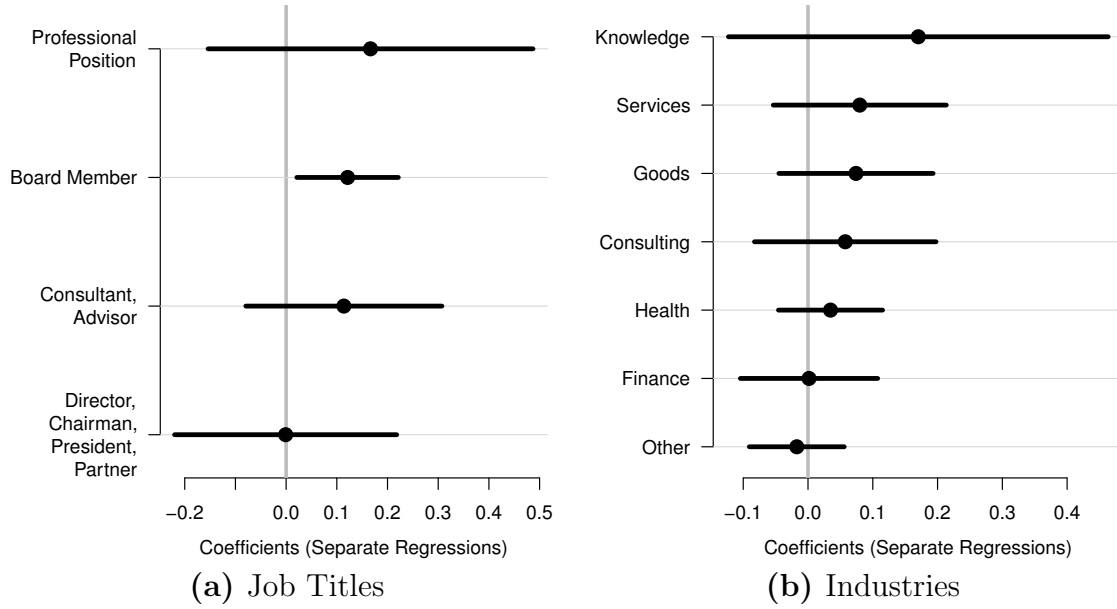 Professional
Position
Board Member
Consultant,
Advisor
Director,
Chairman,
President,
Partner
−0.2 0.0 0.1 0.2 0.3 0.4 0.5
Coefficients (Separate Regressions)
(a) Job Titles
Knowledge
Services
Goods
Consulting
Health
Finance
Other
−0.1 0.0 0.1 0.2 0.3 0.4
Coefficients (Separate Regressions)
(b) Industries